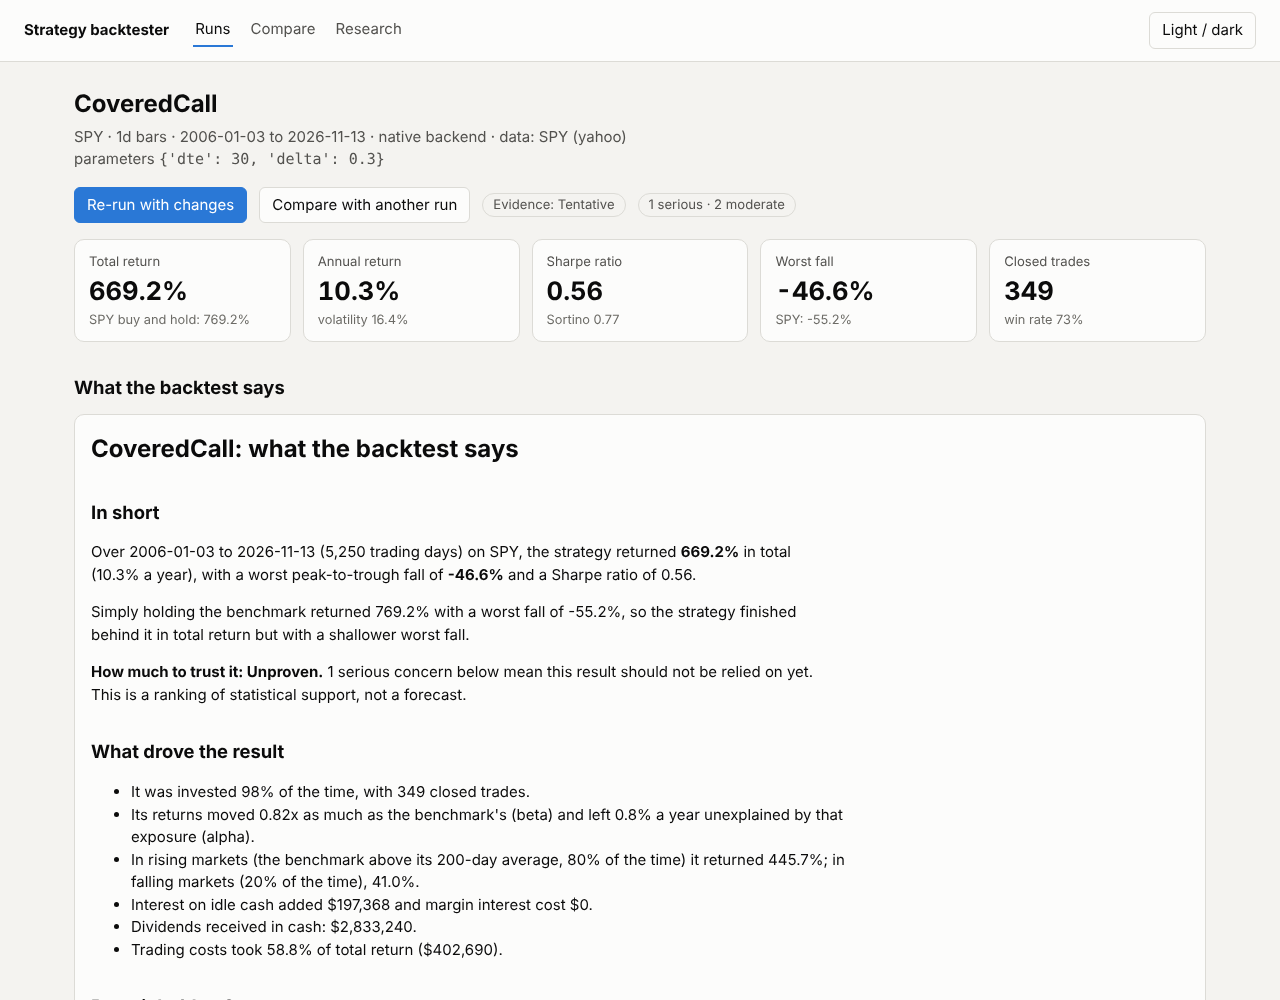 Strategy backtester
Runs
Compare
Research
Light / dark
CoveredCall
SPY · 1d bars · 2006-01-03 to 2026-11-13 · native backend · data: SPY (yahoo)
parameters {'dte': 30, 'delta': 0.3}
Re-run with changes
Compare with another run
Evidence: Tentative
1 serious · 2 moderate
Total return
669.2%
SPY buy and hold: 769.2%
Annual return
10.3%
volatility 16.4%
Sharpe ratio
0.56
Sortino 0.77
Worst fall
-46.6%
SPY: -55.2%
Closed trades
349
win rate 73%
What the backtest says
CoveredCall: what the backtest says
In short
Over 2006-01-03 to 2026-11-13 (5,250 trading days) on SPY, the strategy returned 669.2% in total
(10.3% a year), with a worst peak-to-trough fall of -46.6% and a Sharpe ratio of 0.56.
Simply holding the benchmark returned 769.2% with a worst fall of -55.2%, so the strategy finished
behind it in total return but with a shallower worst fall.
How much to trust it: Unproven. 1 serious concern below mean this result should not be relied on yet.
This is a ranking of statistical support, not a forecast.
What drove the result
• It was invested 98% of the time, with 349 closed trades.
• Its returns moved 0.82x as much as the benchmark's (beta) and left 0.8% a year unexplained by that
exposure (alpha).
• In rising markets (the benchmark above its 200-day average, 80% of the time) it returned 445.7%; in
falling markets (20% of the time), 41.0%.
• Interest on idle cash added $197,368 and margin interest cost $0.
• Dividends received in cash: $2,833,240.
• Trading costs took 58.8% of total return ($402,690).